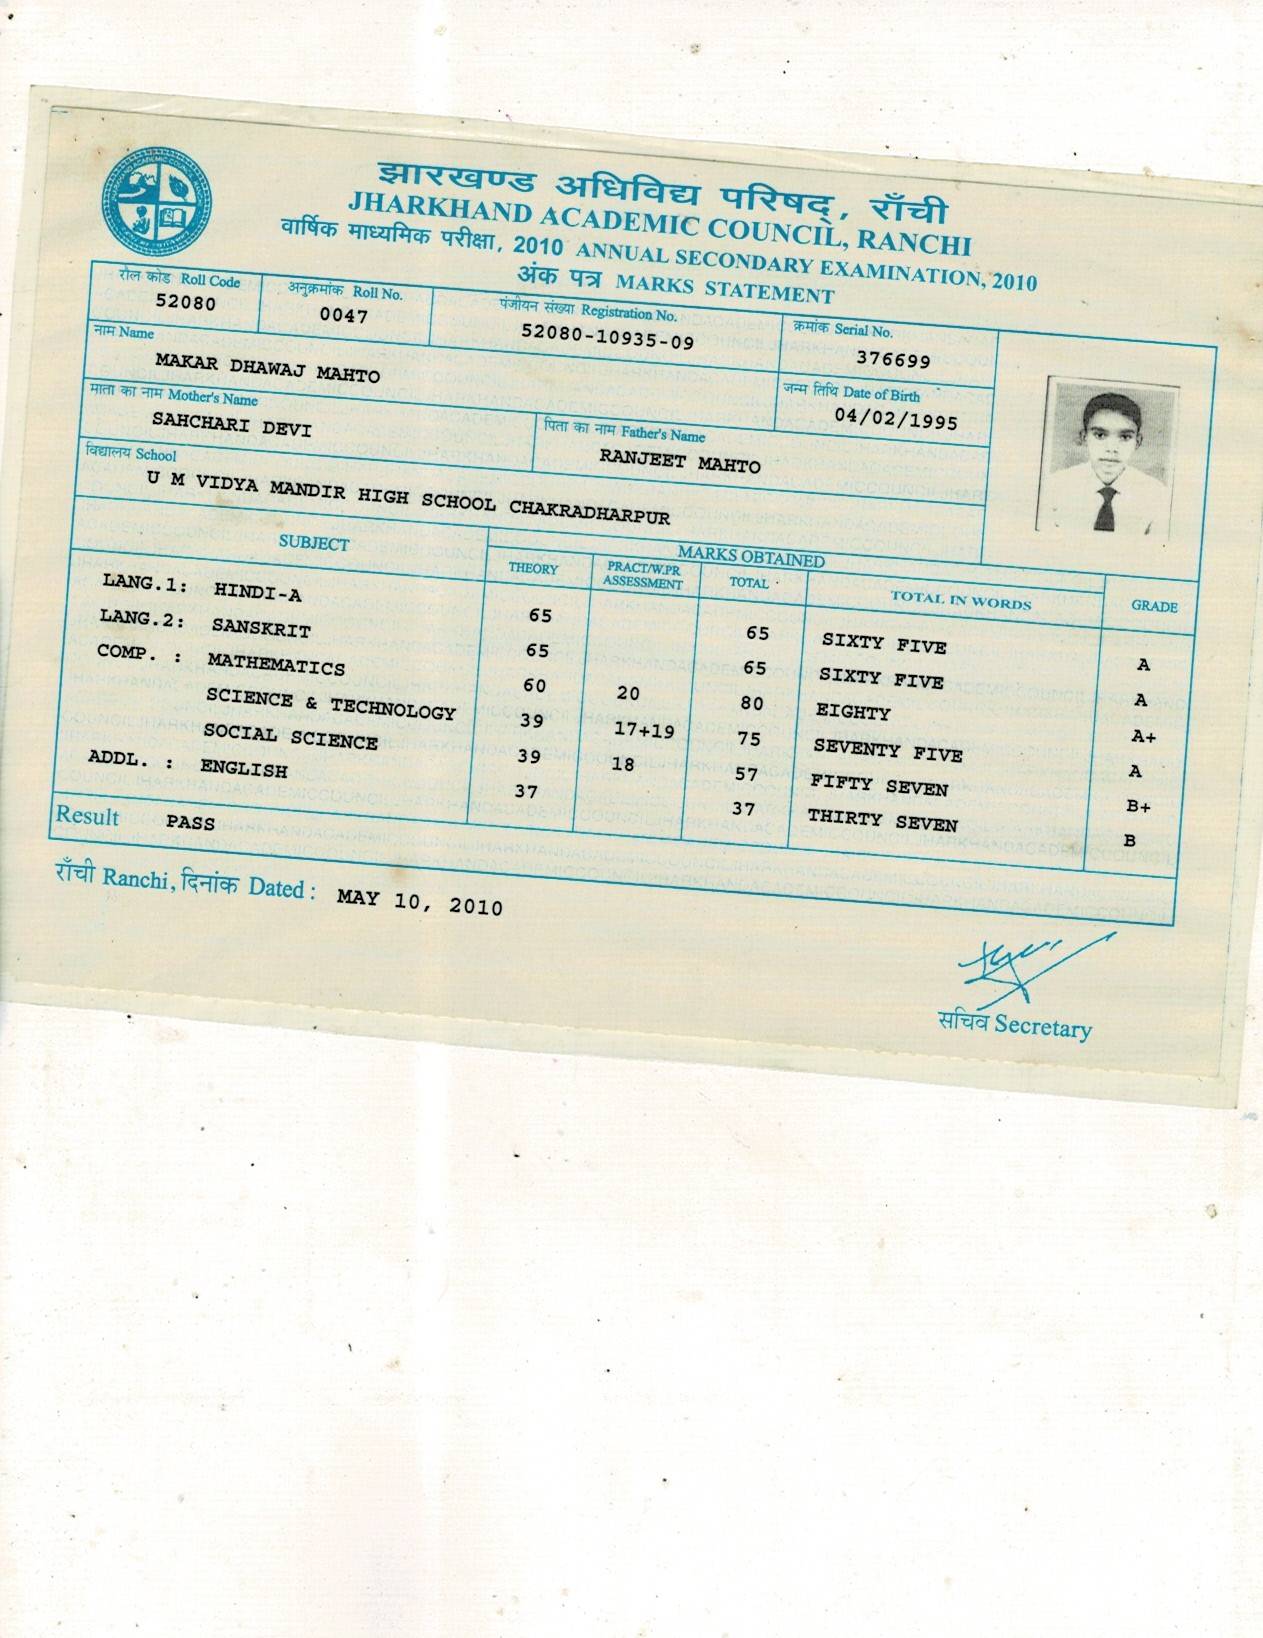 झारखण्ड अधिविद्य परिषद्, राँची
JHARKHAND ACADEMIC COUNCIL, RANCHI
वार्षिक माध्यमिक परीक्षा, 2010 ANNUAL SECONDARY EXAMINATION, 2010
अंक पत्र MARKS STATEMENT
रौल कोड Roll Code
52080
अनुक्रमांक Roll No.
0047
पंजीयन संख्या Registration No.
52080-10935-09
क्रमांक Serial No.
376699
नाम Name
MAKAR DHAWAJ MAHTO
जन्म तिथि Date of Birth
04/02/1995
माता का नाम Mother's Name
SAHCHARI DEVI
पिता का नाम Father's Name
RANJEET MAHTO
विद्यालय School
U M VIDYA MANDIR HIGH SCHOOL CHAKRADHARPUR
SUBJECT MARKS OBTAINED
THEORY PRACT/W.PR ASSESSMENT TOTAL TOTAL IN WORDS GRADE
LANG.1: HINDI-A 65 65 SIXTY FIVE A
LANG.2: SANSKRIT 65 65 SIXTY FIVE A
COMP. : MATHEMATICS 60 20 80 EIGHTY A+
SCIENCE & TECHNOLOGY 39 17+19 75 SEVENTY FIVE A
SOCIAL SCIENCE 39 18 57 FIFTY SEVEN B+
ADDL. : ENGLISH 37 37 THIRTY SEVEN B
Result PASS
राँची Ranchi, दिनांक Dated : MAY 10, 2010
सचिव Secretary